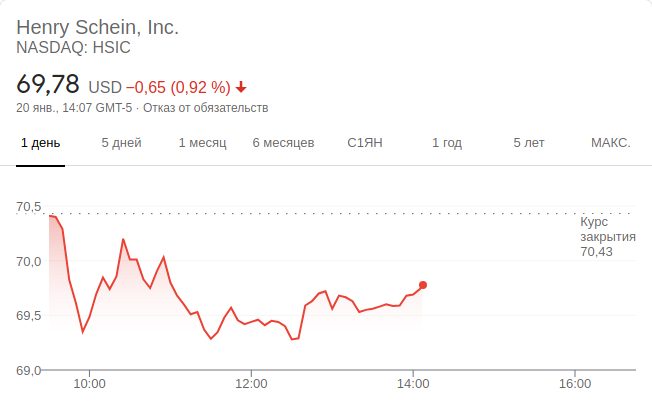 Henry Schein, Inc.
NASDAQ: HSIC
69,78 USD −0,65 (0,92 %)
20 янв., 14:07 GMT-5 · Отказ от обязательств
1 день 5 дней 1 месяц 6 месяцев С1ЯН 1 год 5 лет МАКС.
70,5
Курс
закрытия
70,43
70,0
69,5
69,0
10:00 12:00 14:00 16:00